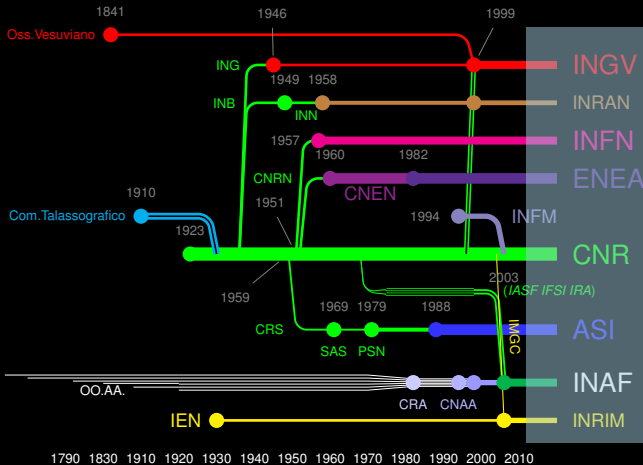 1841
1946
1999
Oss.Vesuviano
ING
INGV
1949
1958
INB
INN
INRAN
1957
INFN
1960
1982
CNRN
CNEN
ENEA
1910
1951
1994
Com.Talassografico
INFM
1923
CNR
1959
2003
(IASF IFSI IRA)
1969
1979
1988
IMGC
CRS
ASI
SAS
PSN
OO.AA.
INAF
CRA
CNAA
IEN
INRIM
1790 1830 1910 1920 1930 1940 1950 1960 1970 1980 1990 2000 2010